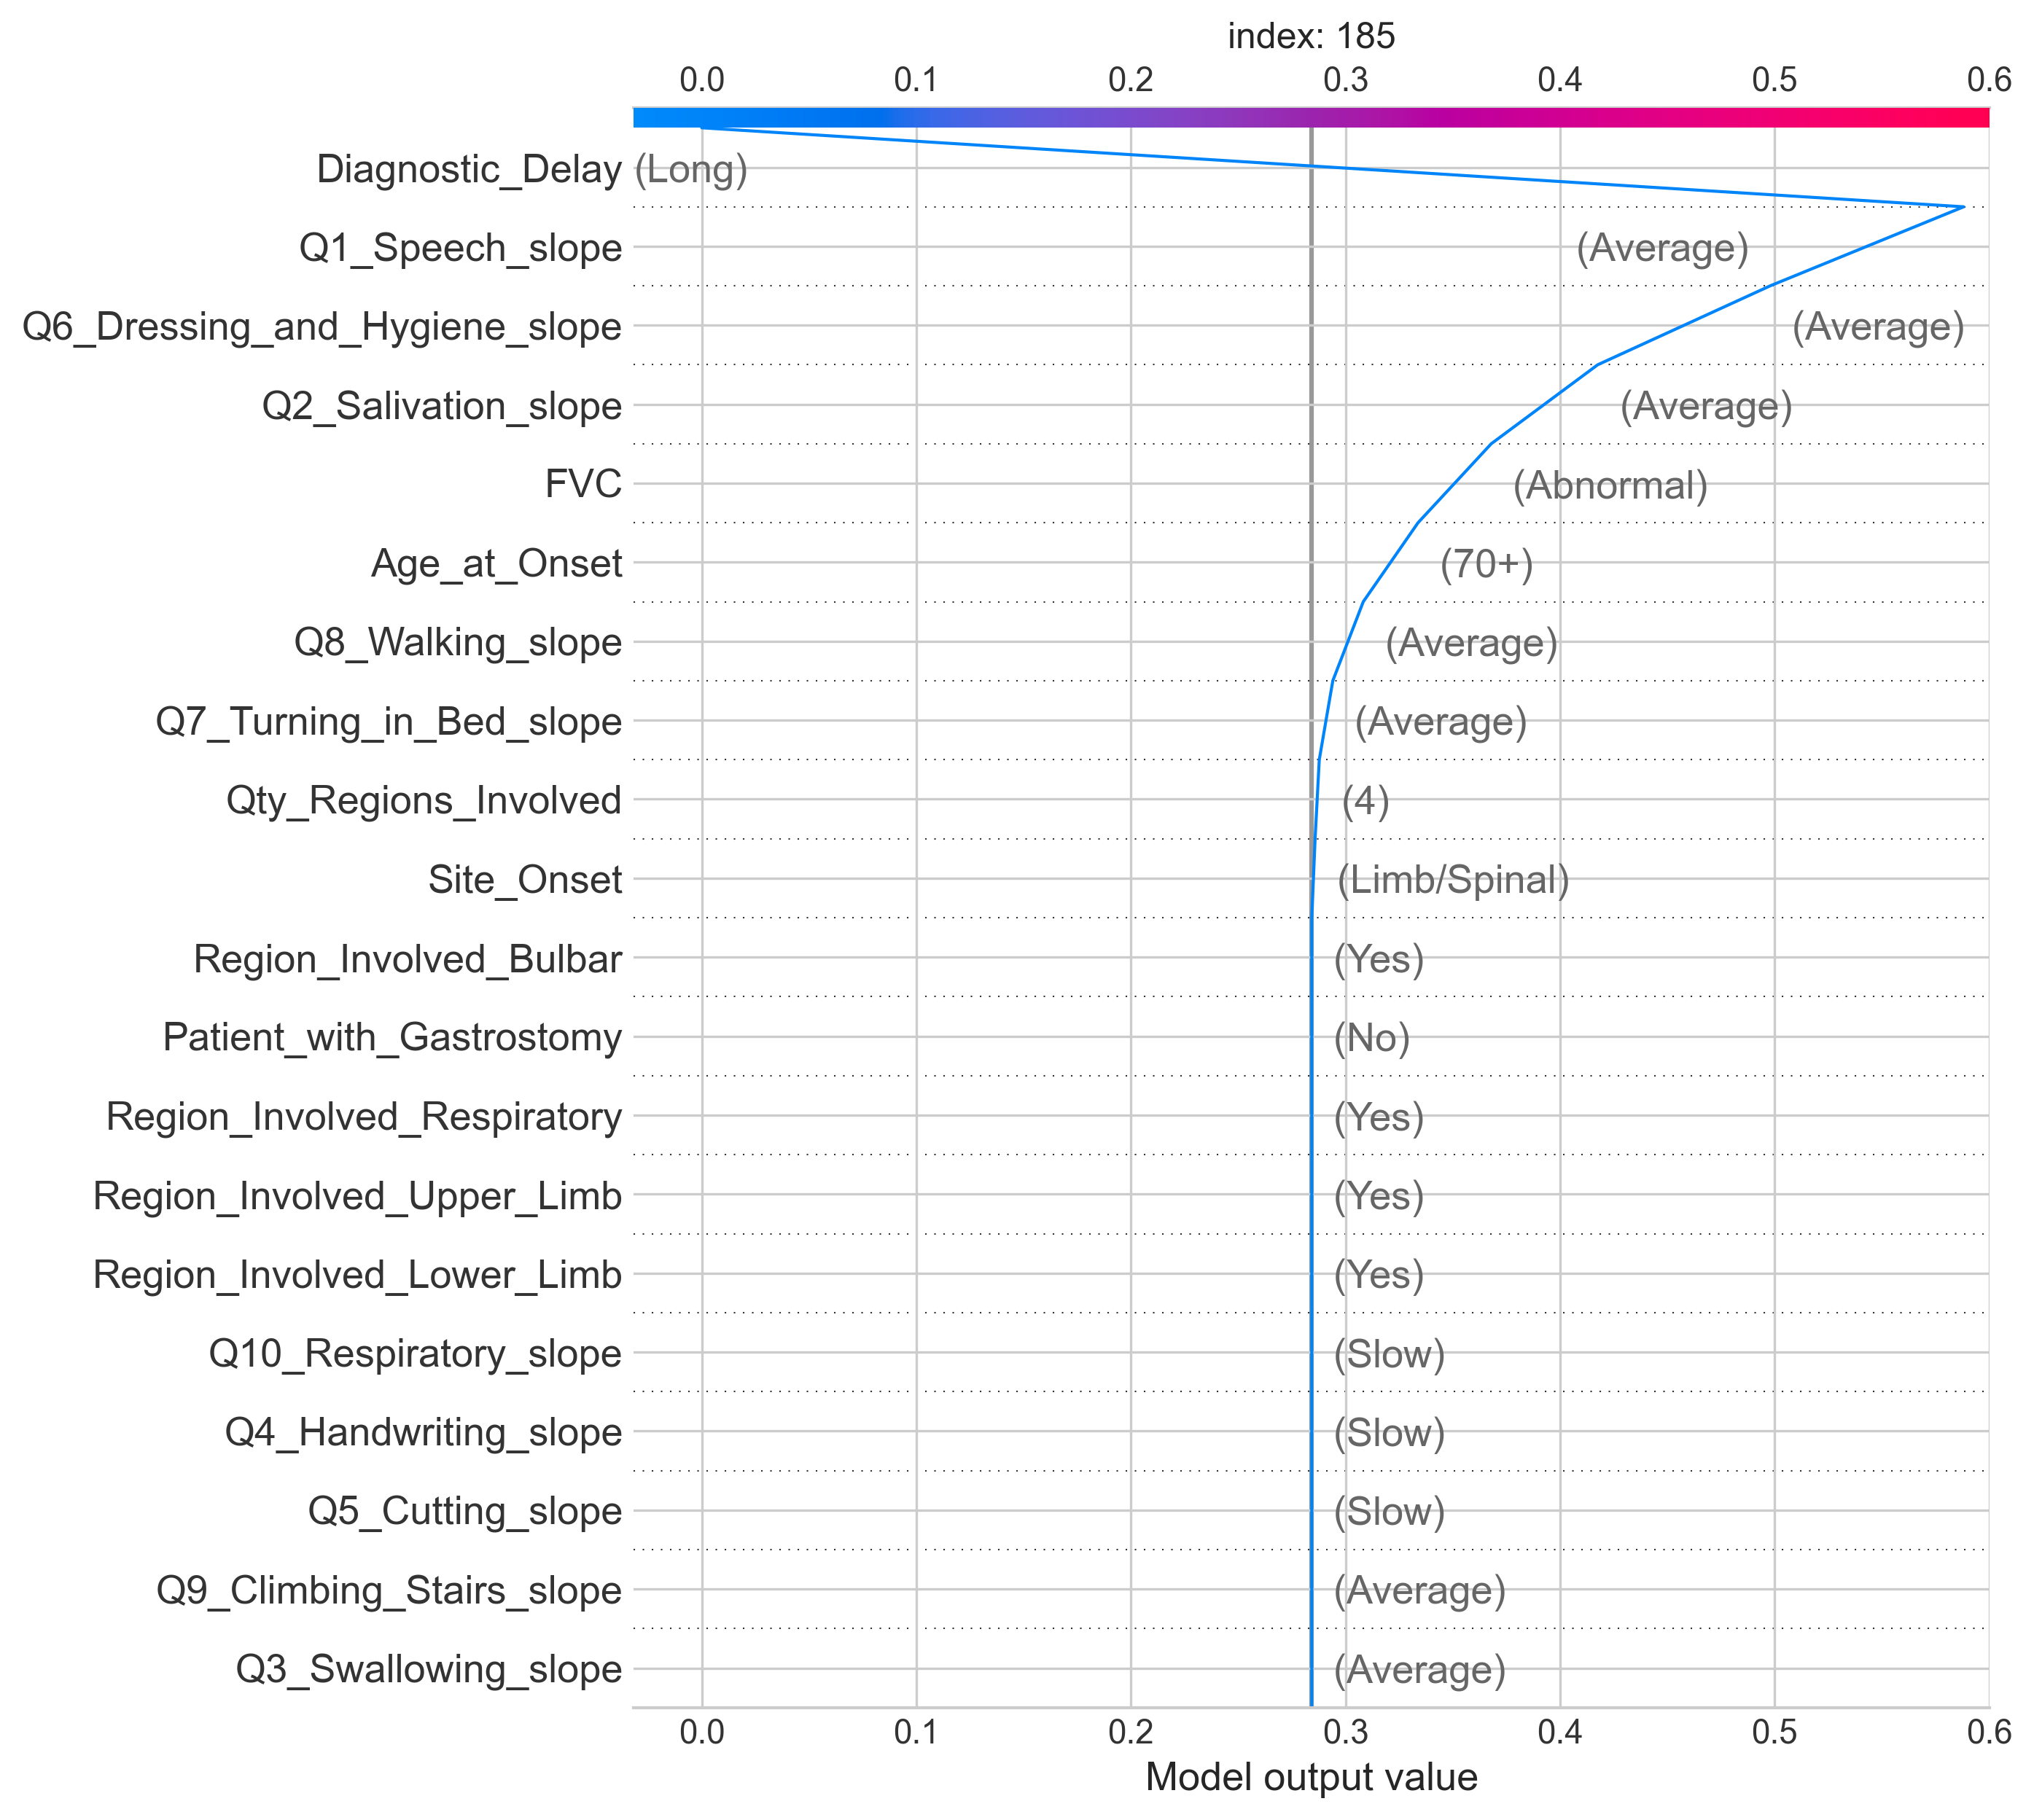 index: 185
0.0 0.1 0.2 0.3 0.4 0.5 0.6
Diagnostic_Delay (Long)
Q1_Speech_slope (Average)
Q6_Dressing_and_Hygiene_slope (Average)
Q2_Salivation_slope (Average)
FVC (Abnormal)
Age_at_Onset (70+)
Q8_Walking_slope (Average)
Q7_Turning_in_Bed_slope (Average)
Qty_Regions_Involved (4)
Site_Onset (Limb/Spinal)
Region_Involved_Bulbar (Yes)
Patient_with_Gastrostomy (No)
Region_Involved_Respiratory (Yes)
Region_Involved_Upper_Limb (Yes)
Region_Involved_Lower_Limb (Yes)
Q10_Respiratory_slope (Slow)
Q4_Handwriting_slope (Slow)
Q5_Cutting_slope (Slow)
Q9_Climbing_Stairs_slope (Average)
Q3_Swallowing_slope (Average)
0.0 0.1 0.2 0.3 0.4 0.5 0.6
Model output value